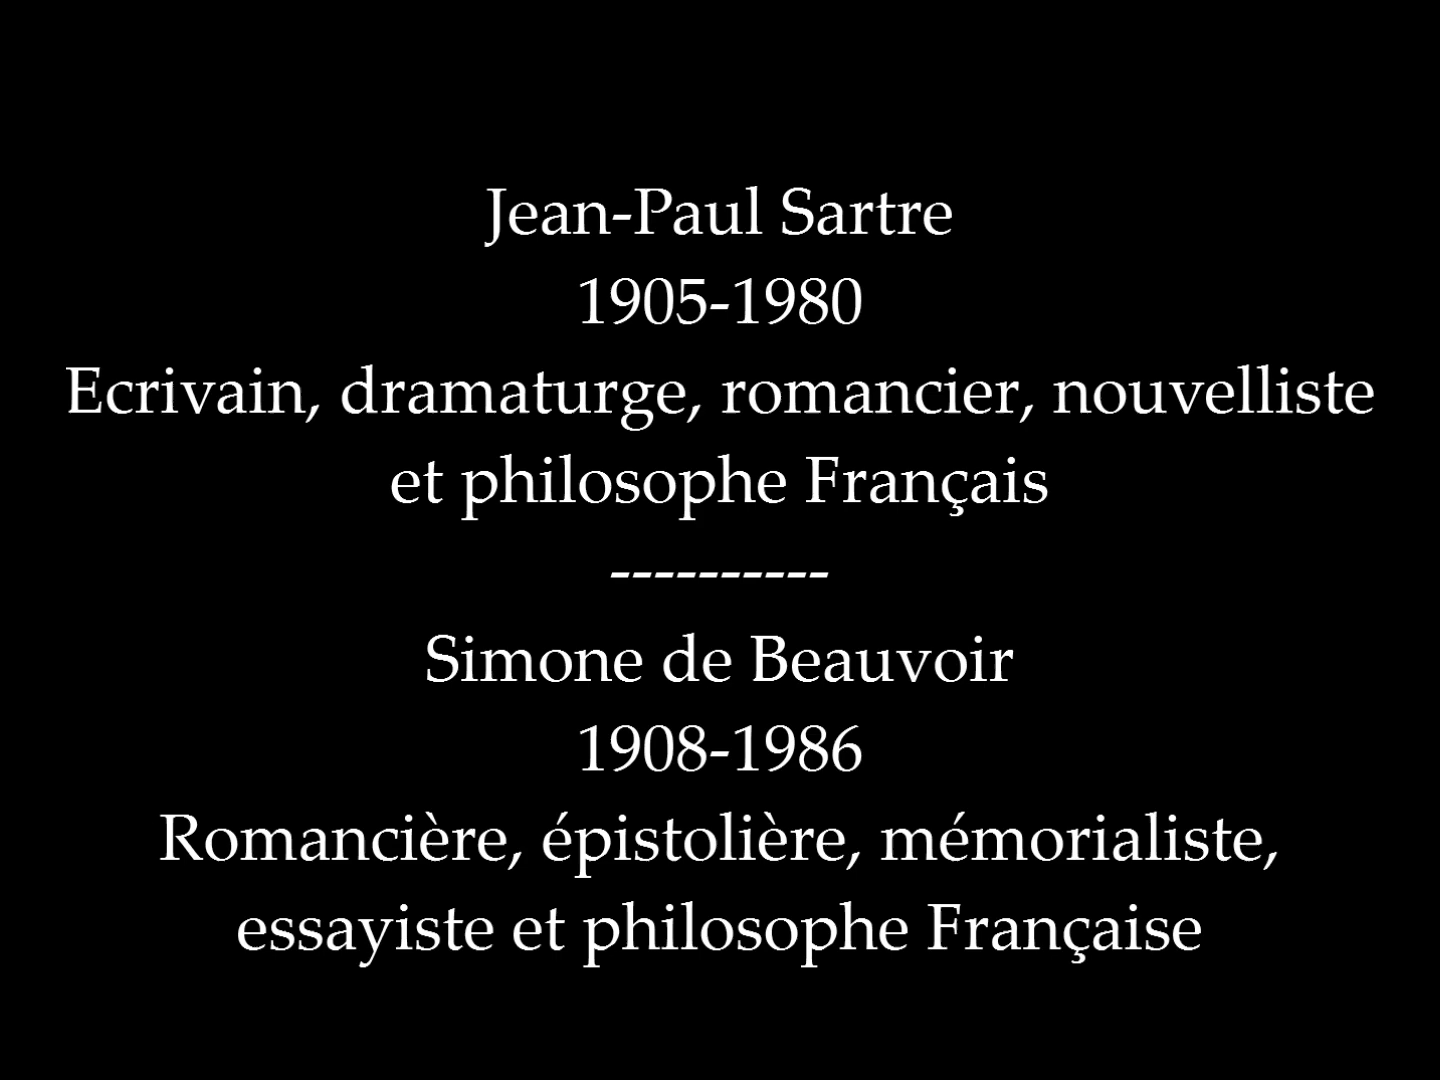 Jean-Paul Sartre
1905-1980
Ecrivain, dramaturge, romancier, nouvelliste
et philosophe Français
----------
Simone de Beauvoir
1908-1986
Romancière, épistolière, mémorialiste,
essayiste et philosophe Française